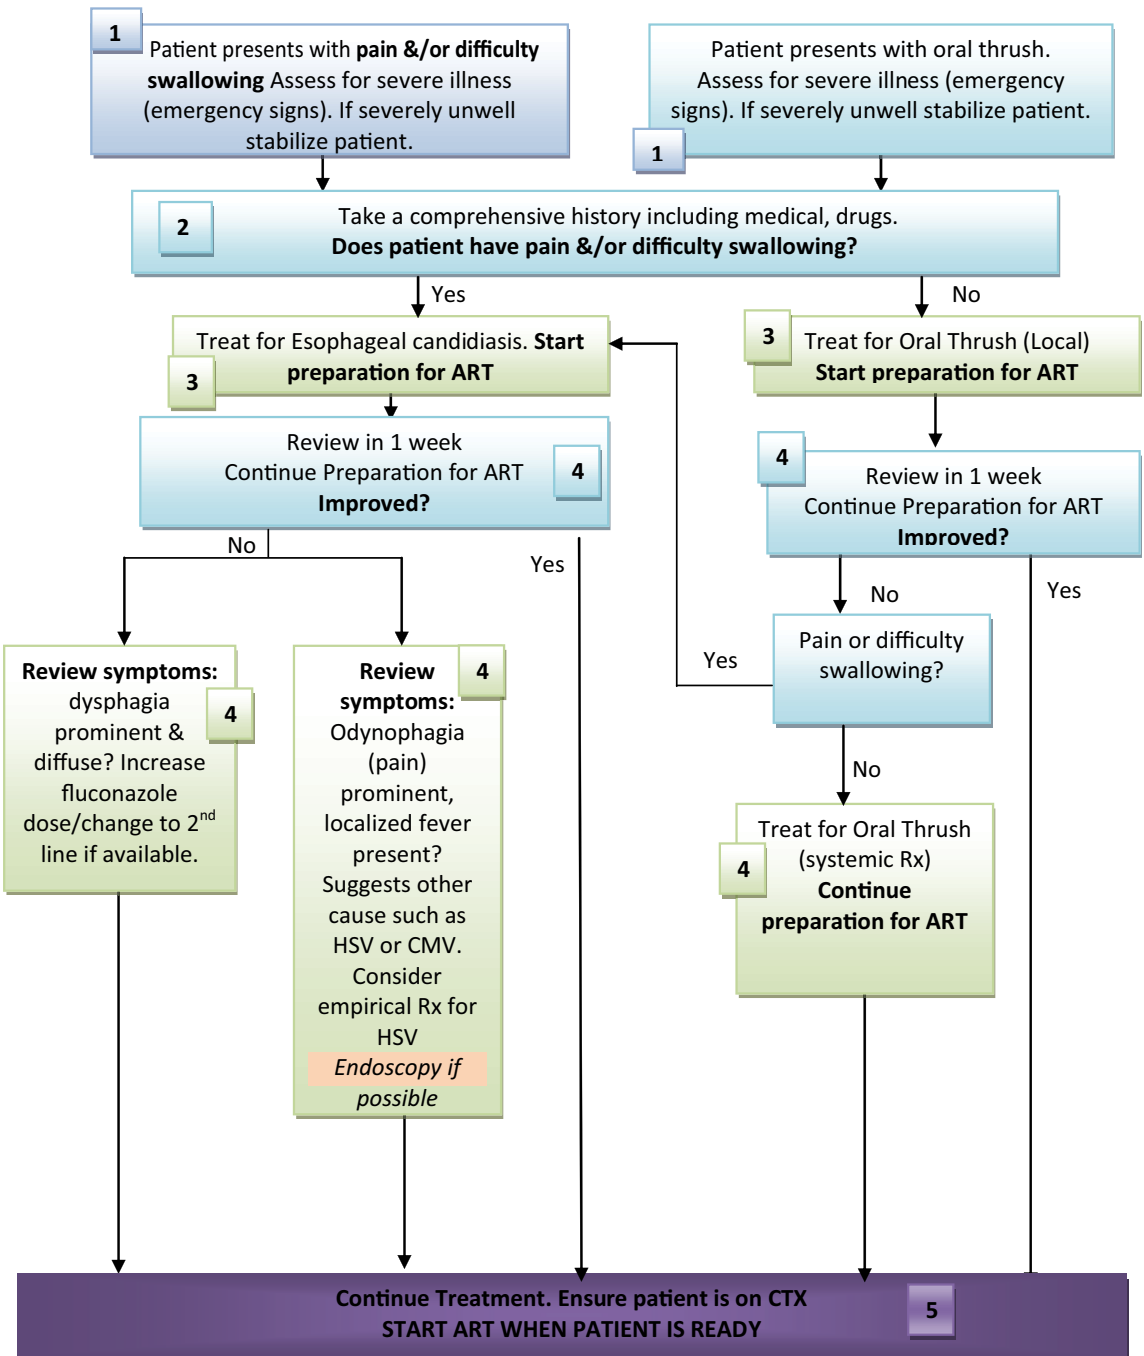 1
Patient presents with pain &/or difficulty
swallowing Assess for severe illness
(emergency signs). If severely unwell
stabilize patient.
Patient presents with oral thrush.
Assess for severe illness (emergency
signs). If severely unwell stabilize patient.
1
2
Take a comprehensive history including medical, drugs.
Does patient have pain &/or difficulty swallowing?
Yes
No
Treat for Esophageal candidiasis. Start
preparation for ART
3
3
Treat for Oral Thrush (Local)
Start preparation for ART
Review in 1 week
Continue Preparation for ART
Improved?
4
4
Review in 1 week
Continue Preparation for ART
Improved?
No
Yes
No
Yes
Review symptoms:
dysphagia
prominent &
diffuse? Increase
fluconazole
dose/change to 2nd
line if available.
4
Review
symptoms:
Odynophagia
(pain)
prominent,
localized fever
present?
Suggests other
cause such as
HSV or CMV.
Consider
empirical Rx for
HSV
Endoscopy if
possible
4
Yes
Pain or difficulty
swallowing?
No
Treat for Oral Thrush
(systemic Rx)
Continue
preparation for ART
4
Continue Treatment. Ensure patient is on CTX
START ART WHEN PATIENT IS READY
5